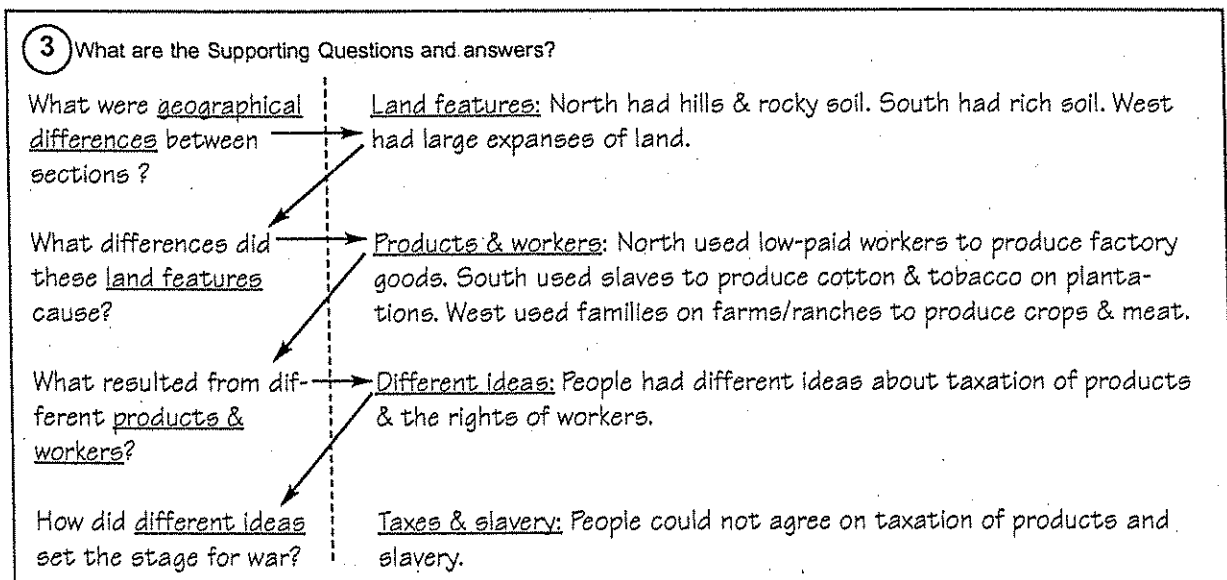 3 What are the Supporting Questions and answers?
What were geographical
differences between
sections ?
Land features: North had hills & rocky soil. South had rich soil. West
had large expanses of land.
What differences did
these land features
cause?
Products & workers: North used low-paid workers to produce factory
goods. South used slaves to produce cotton & tobacco on planta-
tions. West used families on farms/ranches to produce crops & meat.
What resulted from dif-
ferent products &
workers?
Different ideas: People had different ideas about taxation of products
& the rights of workers.
How did different ideas
set the stage for war?
Taxes & slavery: People could not agree on taxation of products and
slavery.